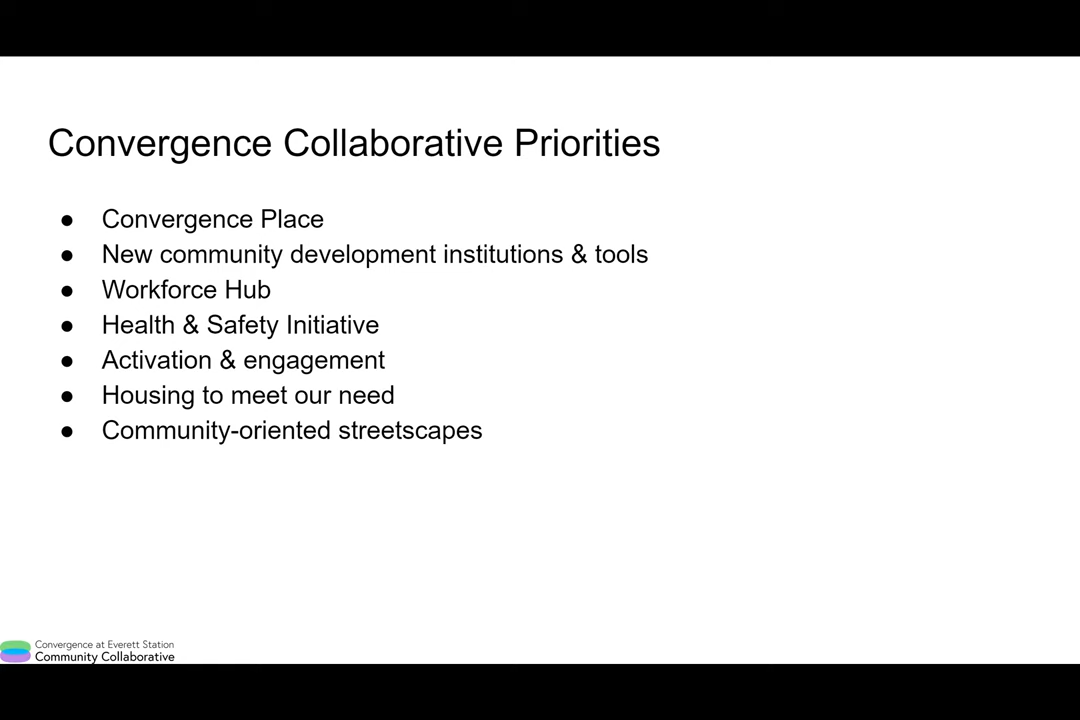 Convergence Collaborative Priorities
● Convergence Place
● New community development institutions & tools
● Workforce Hub
● Health & Safety Initiative
● Activation & engagement
● Housing to meet our need
● Community-oriented streetscapes
Convergence at Everett Station
Community Collaborative